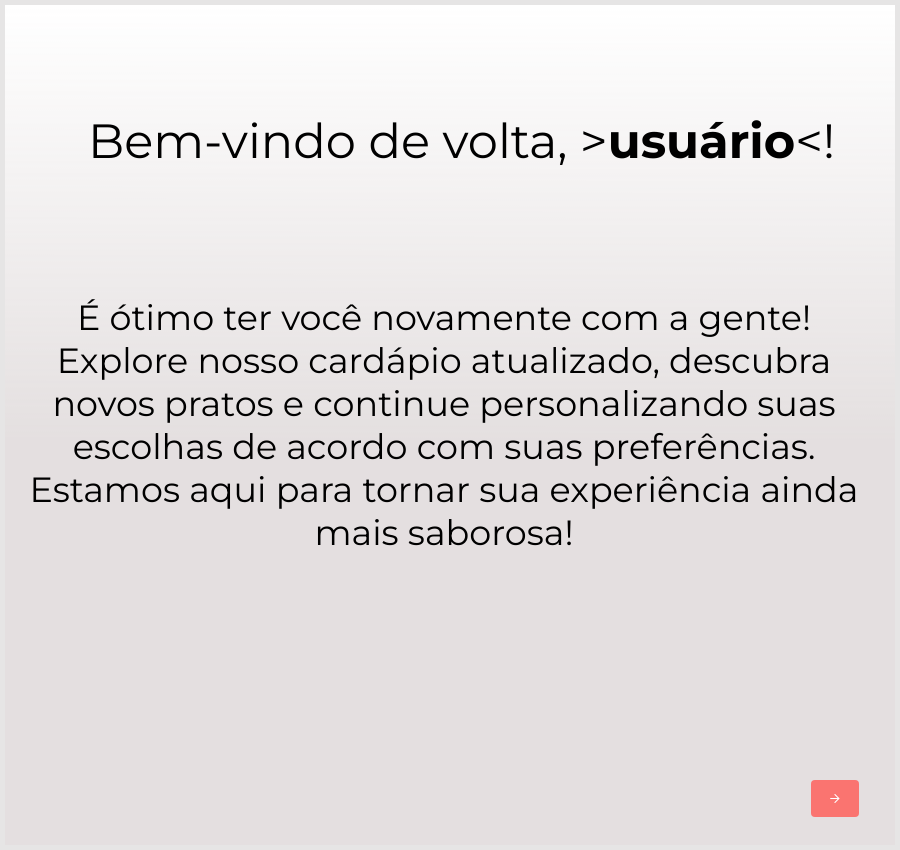 Bem-vindo de volta, >usuário<!
É ótimo ter você novamente com a gente!
Explore nosso cardápio atualizado, descubra
novos pratos e continue personalizando suas
escolhas de acordo com suas preferências.
Estamos aqui para tornar sua experiência ainda
mais saborosa!